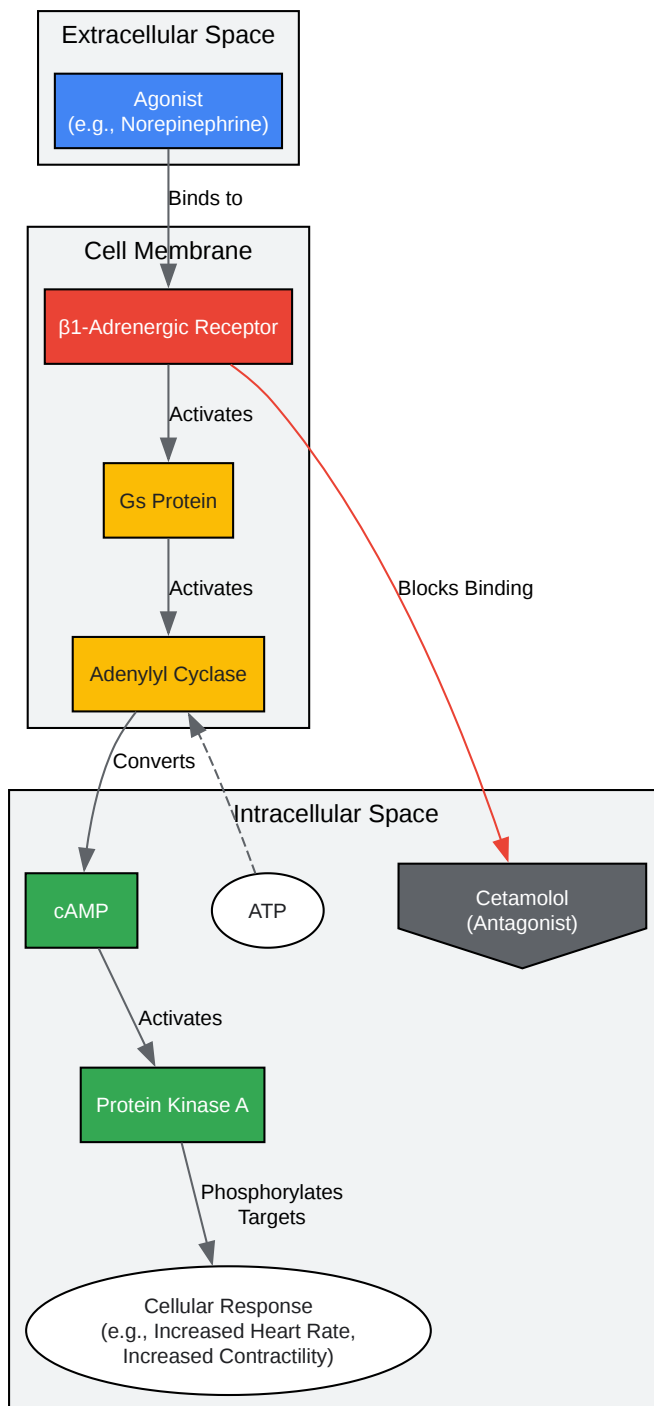 Extracellular Space
Agonist
(e.g., Norepinephrine)
Binds to
Cell Membrane
β1-Adrenergic Receptor
Activates
Gs Protein
Activates
Blocks Binding
Adenylyl Cyclase
Converts
Intracellular Space
cAMP
ATP
Cetamolol
(Antagonist)
Activates
Protein Kinase A
Phosphorylates
Targets
Cellular Response
(e.g., Increased Heart Rate,
Increased Contractility)